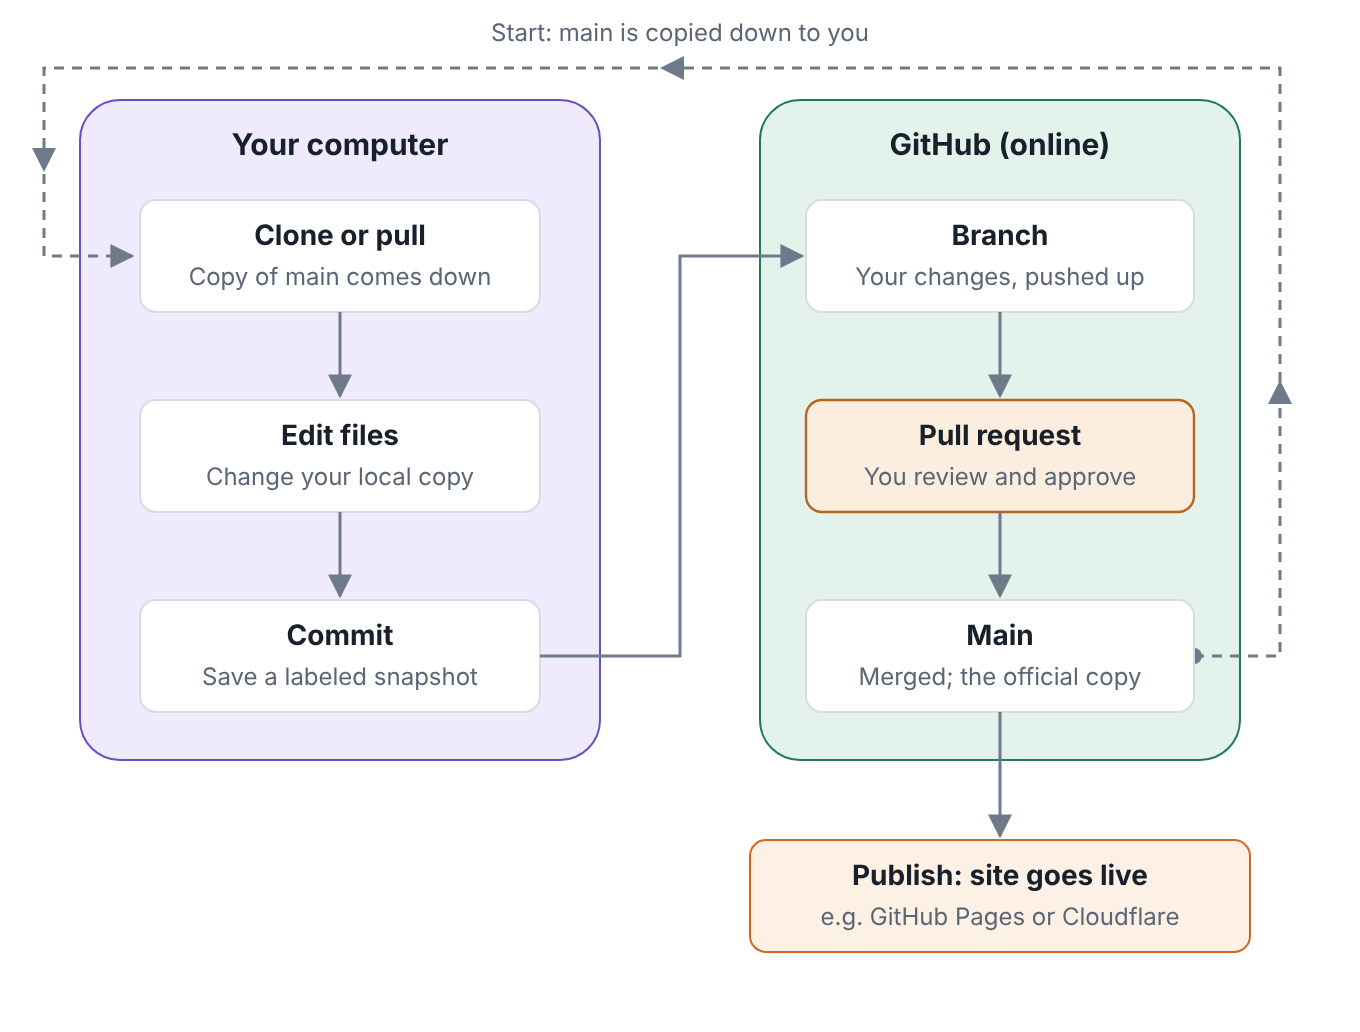 Start: main is copied down to you
Your computer
Clone or pull
Copy of main comes down
Edit files
Change your local copy
Commit
Save a labeled snapshot
GitHub (online)
Branch
Your changes, pushed up
Pull request
You review and approve
Main
Merged; the official copy
Publish: site goes live
e.g. GitHub Pages or Cloudflare